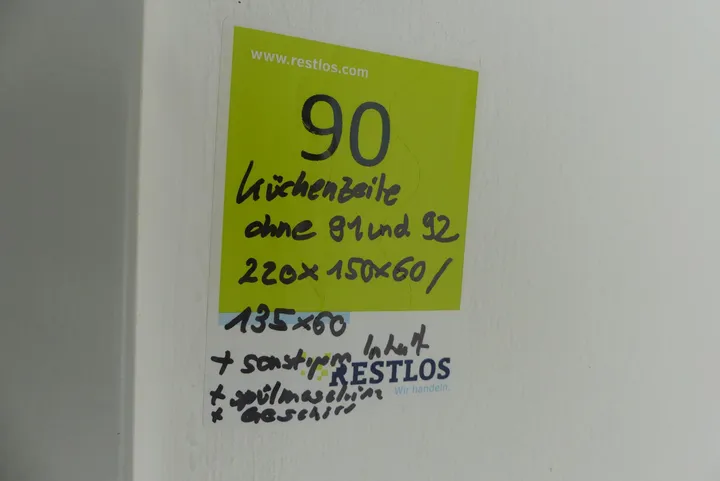 www.restlos.com
90
Küchenzeile
ohne 91 und 92
220x150x60/
135x60
+ sonstigem Inhalt
RESTLOS
Wir handeln.
+ Spülmaschine
+ Geschirr